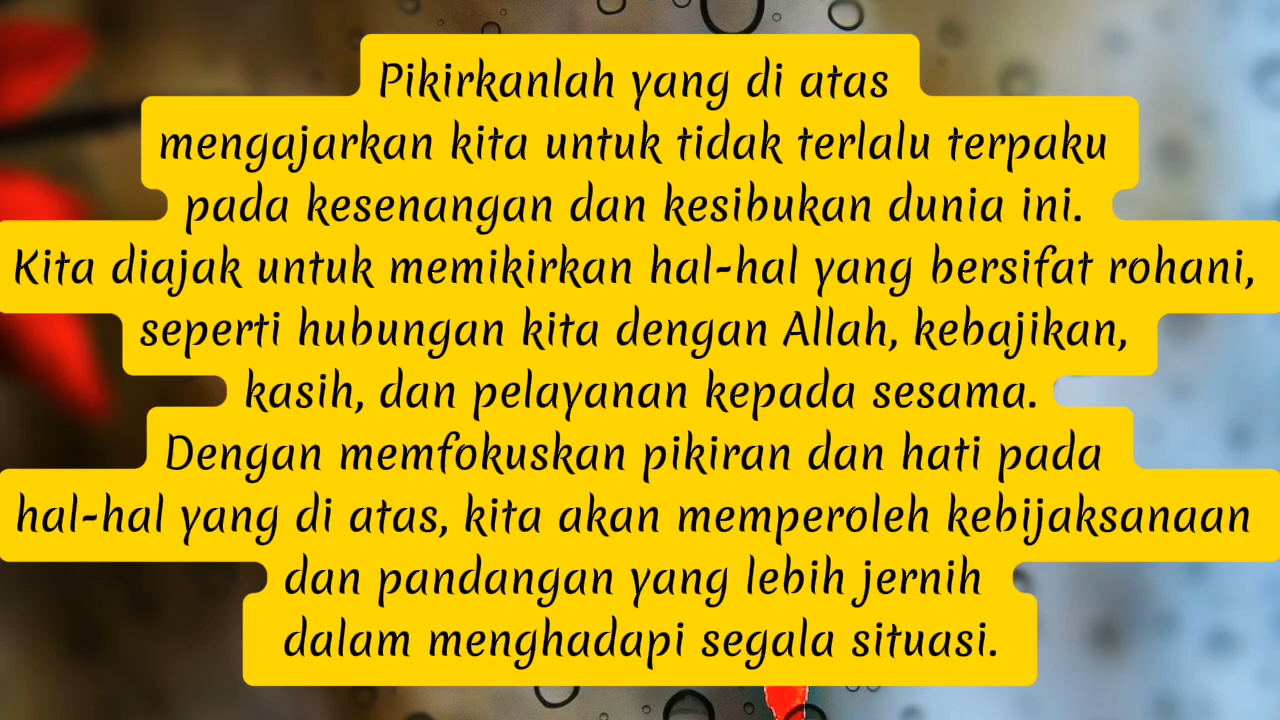 Pikirkanlah yang di atas
mengajarkan kita untuk tidak terlalu terpaku
pada kesenangan dan kesibukan dunia ini.
Kita diajak untuk memikirkan hal-hal yang bersifat rohani,
seperti hubungan kita dengan Allah, kebajikan,
kasih, dan pelayanan kepada sesama.
Dengan memfokuskan pikiran dan hati pada
hal-hal yang di atas, kita akan memperoleh kebijaksanaan
dan pandangan yang lebih jernih
dalam menghadapi segala situasi.